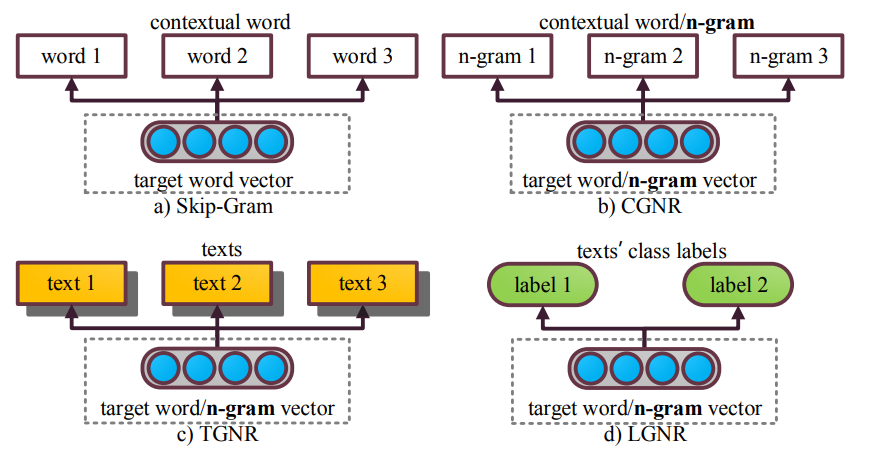 contextual word
word 1 word 2 word 3
target word vector
a) Skip-Gram
contextual word/n-gram
n-gram 1 n-gram 2 n-gram 3
target word/n-gram vector
b) CGNR
texts
text 1 text 2 text 3
target word/n-gram vector
c) TGNR
texts′ class labels
label 1 label 2
target word/n-gram vector
d) LGNR